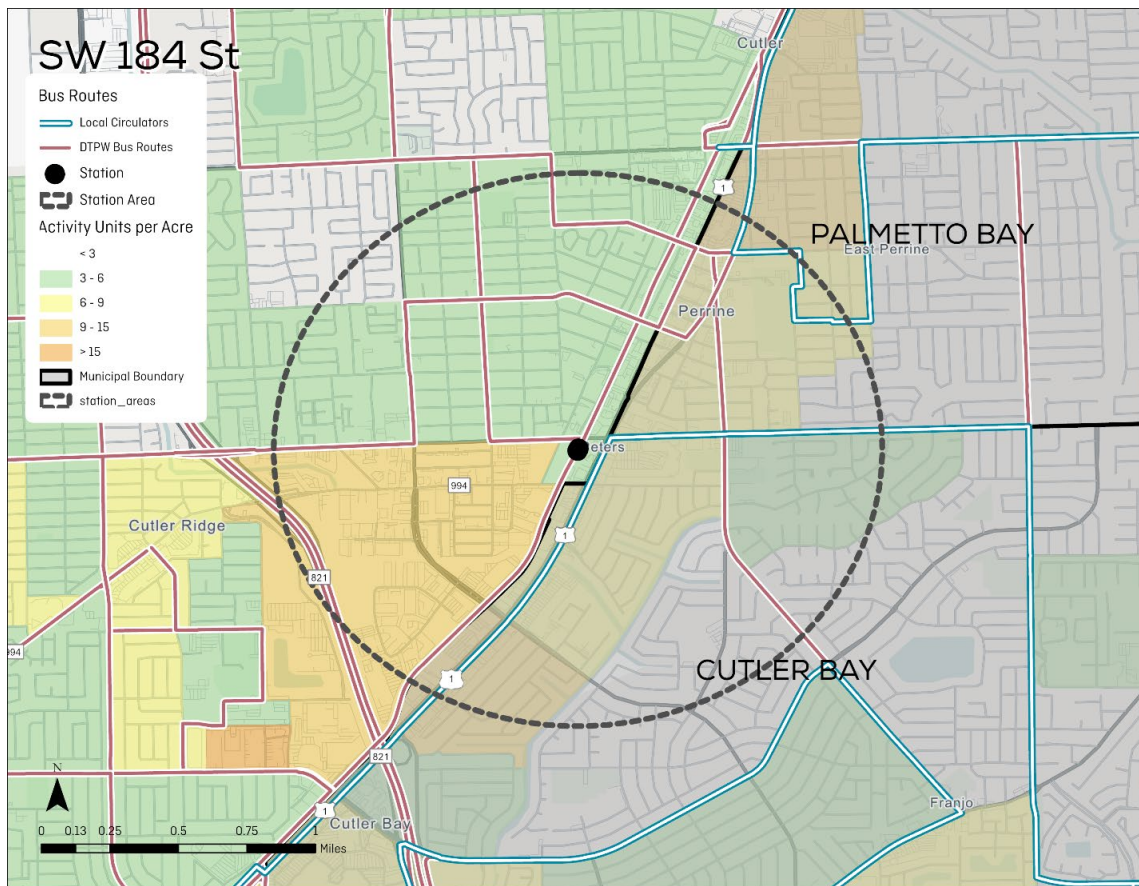 SW 184 St
Bus Routes
Local Circulators
DTPW Bus Routes
Station
Station Area
Activity Units per Acre
< 3
3 - 6
6 - 9
9 - 15
> 15
Municipal Boundary
station_areas
Cutler
1
PALMETTO BAY
East Perrine
Perrine
eters
994
Cutler Ridge
1
821
994
CUTLER BAY
1
821
Franjo
1
Cutler Bay
N
0 0.13 0.25 0.5 0.75 1
Miles